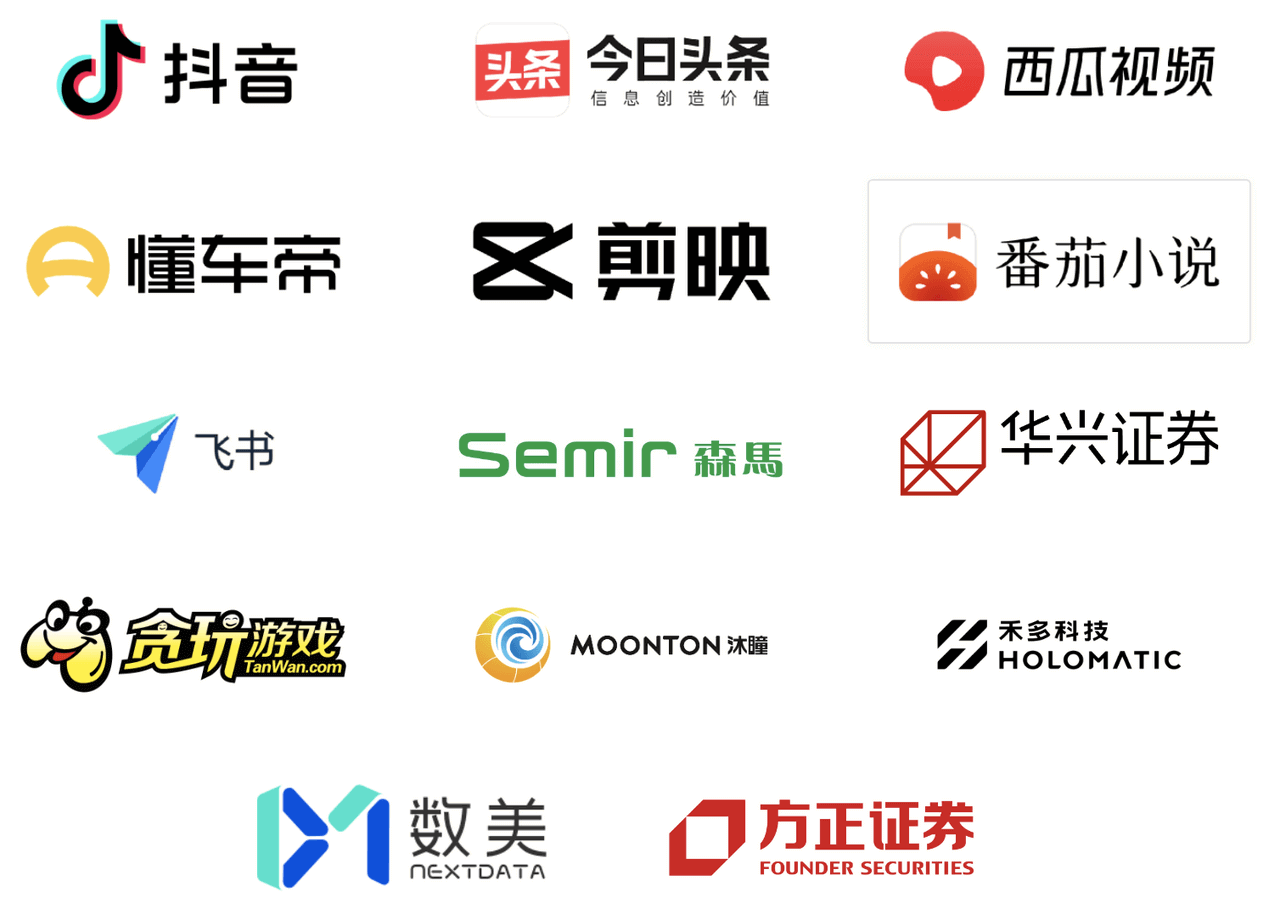 抖音
头条
今日头条
信息创造价值
西瓜视频
懂车帝
剪映
番茄小说
飞书
Semir 森馬
华兴证券
贪玩游戏
TanWan.com
MOONTON 沐瞳
禾多科技
HOLOMATIC
数美
NEXTDATA
方正证券
FOUNDER SECURITIES